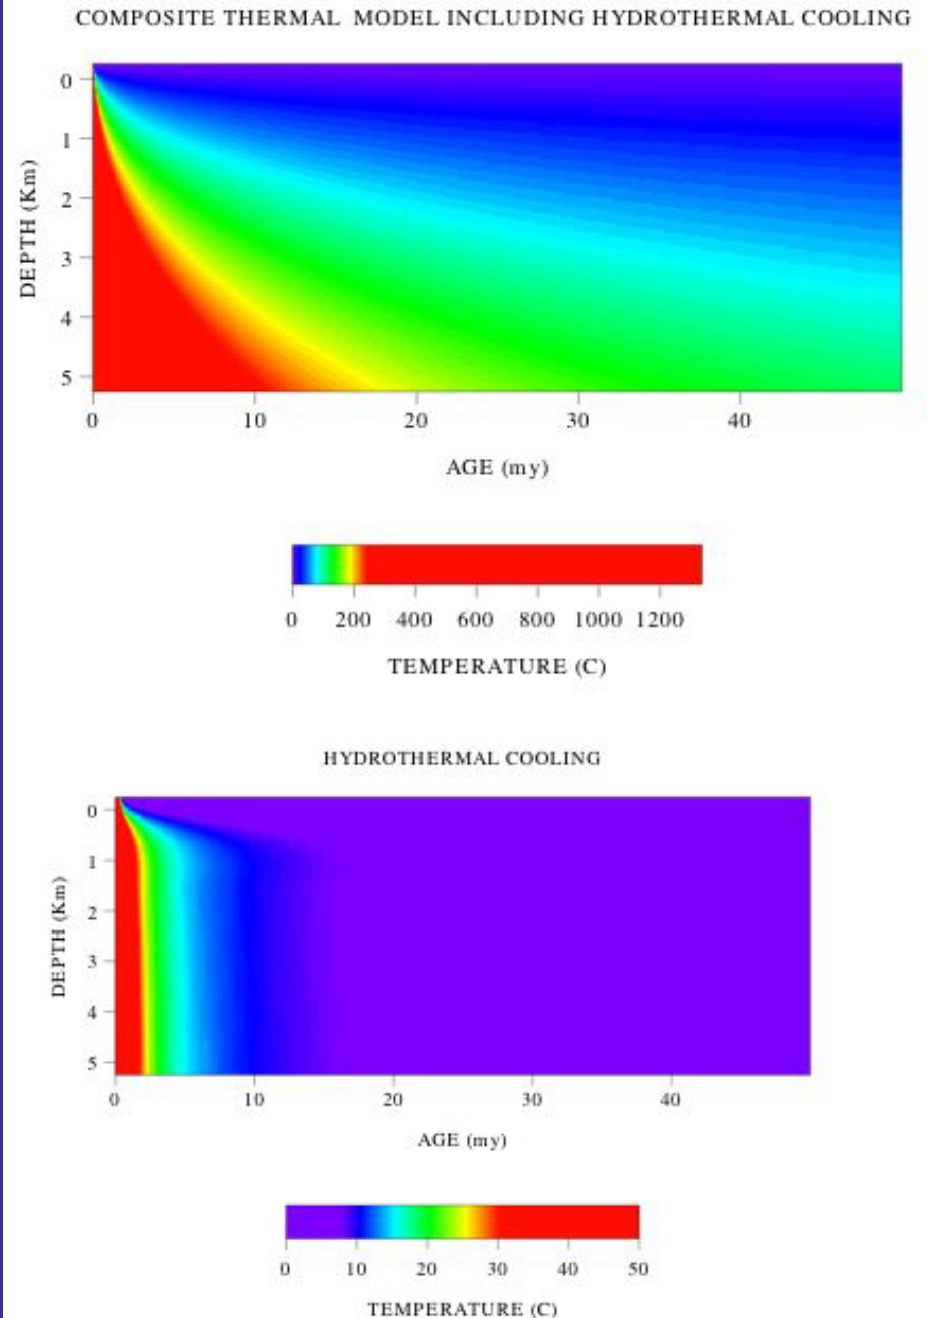 COMPOSITE THERMAL MODEL INCLUDING HYDROTHERMAL COOLING
0
1
2
3
4
5
DEPTH (Km)
0 10 20 30 40
AGE (my)
0 200 400 600 800 1000 1200
TEMPERATURE (C)
HYDROTHERMAL COOLING
0
1
2
3
4
5
DEPTH (Km)
0 10 20 30 40
AGE (my)
0 10 20 30 40 50
TEMPERATURE (C)